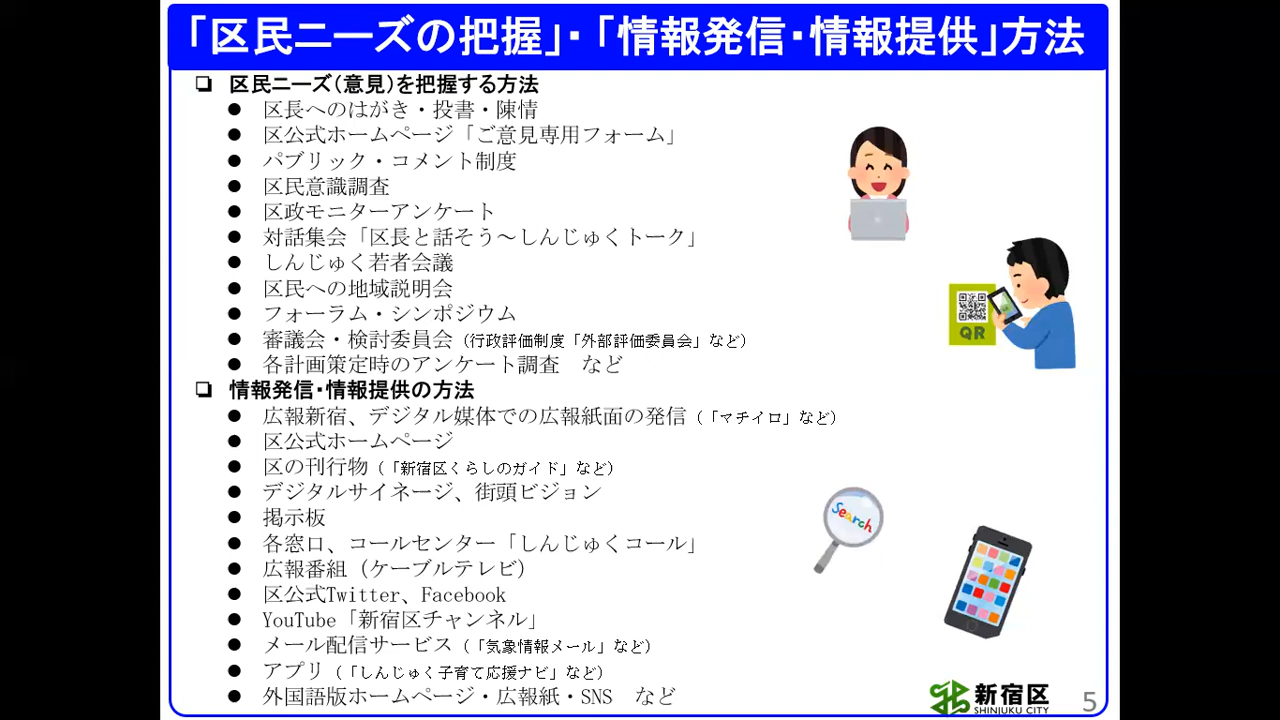 「区民ニーズの把握」・「情報発信・情報提供」方法
❏ 区民ニーズ（意見）を把握する方法
● 区長へのはがき・投書・陳情
● 区公式ホームページ「ご意見専用フォーム」
● パブリック・コメント制度
● 区民意識調査
● 区政モニターアンケート
● 対話集会「区長と話そう～しんじゅくトーク」
● しんじゅく若者会議
● 区民への地域説明会
● フォーラム・シンポジウム
● 審議会・検討委員会（行政評価制度「外部評価委員会」など）
● 各計画策定時のアンケート調査　など
❏ 情報発信・情報提供の方法
● 広報新宿、デジタル媒体での広報紙面の発信（「マチイロ」など）
● 区公式ホームページ
● 区の刊行物（「新宿区くらしのガイド」など）
● デジタルサイネージ、街頭ビジョン
● 掲示板
● 各窓口、コールセンター「しんじゅくコール」
● 広報番組（ケーブルテレビ）
● 区公式Twitter、Facebook
● YouTube「新宿区チャンネル」
● メール配信サービス（「気象情報メール」など）
● アプリ（「しんじゅく子育て応援ナビ」など）
● 外国語版ホームページ・広報紙・SNS　など
QR
Search
新宿区
SHINJUKU CITY
5